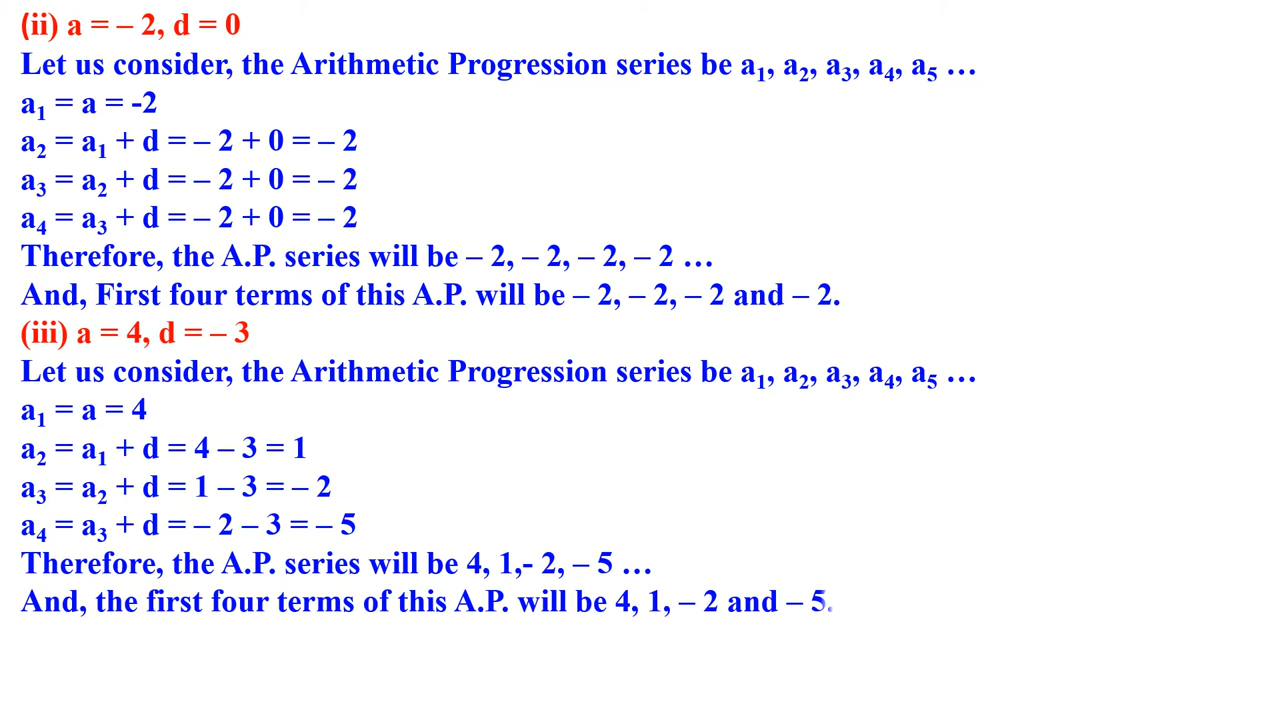 (ii) a = – 2, d = 0
Let us consider, the Arithmetic Progression series be a₁, a₂, a₃, a₄, a₅ …
a₁ = a = -2
a₂ = a₁ + d = – 2 + 0 = – 2
a₃ = a₂ + d = – 2 + 0 = – 2
a₄ = a₃ + d = – 2 + 0 = – 2
Therefore, the A.P. series will be – 2, – 2, – 2, – 2 …
And, First four terms of this A.P. will be – 2, – 2, – 2 and – 2.
(iii) a = 4, d = – 3
Let us consider, the Arithmetic Progression series be a₁, a₂, a₃, a₄, a₅ …
a₁ = a = 4
a₂ = a₁ + d = 4 – 3 = 1
a₃ = a₂ + d = 1 – 3 = – 2
a₄ = a₃ + d = – 2 – 3 = – 5
Therefore, the A.P. series will be 4, 1,- 2, – 5 …
And, the first four terms of this A.P. will be 4, 1, – 2 and – 5.